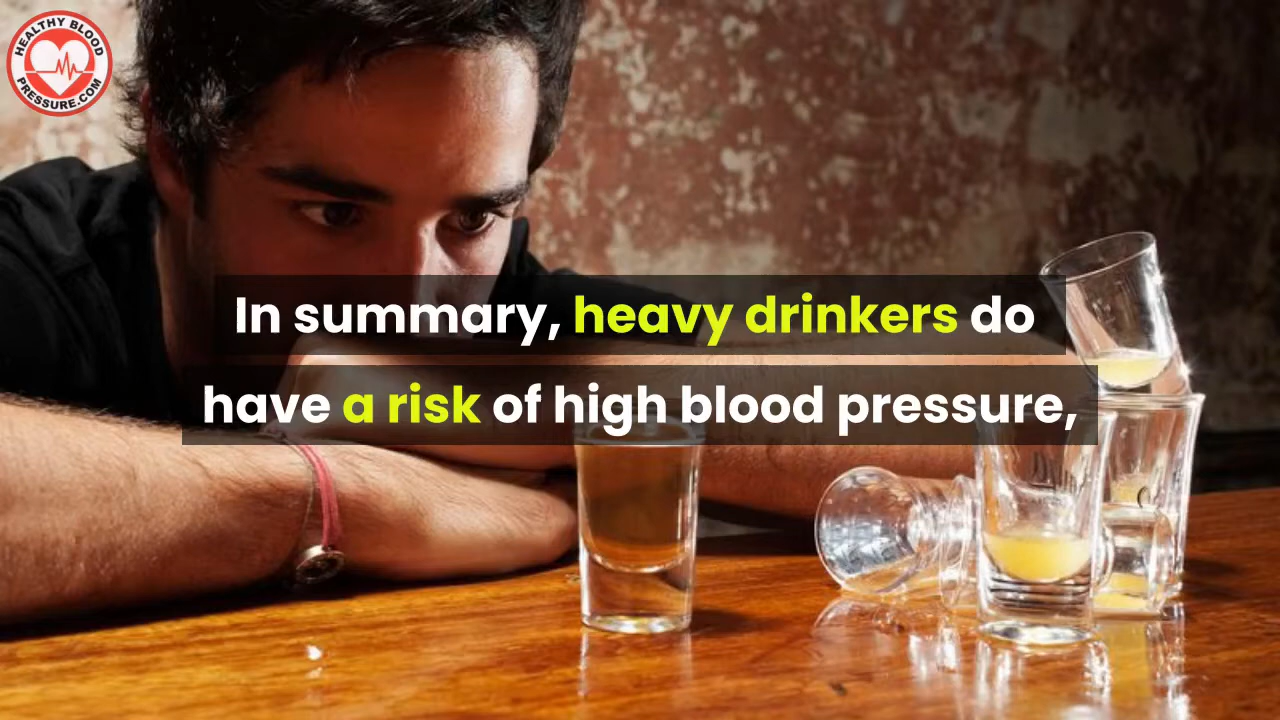 HEALTHY BLOOD
PRESSURE.COM
In summary, heavy drinkers do
have a risk of high blood pressure,